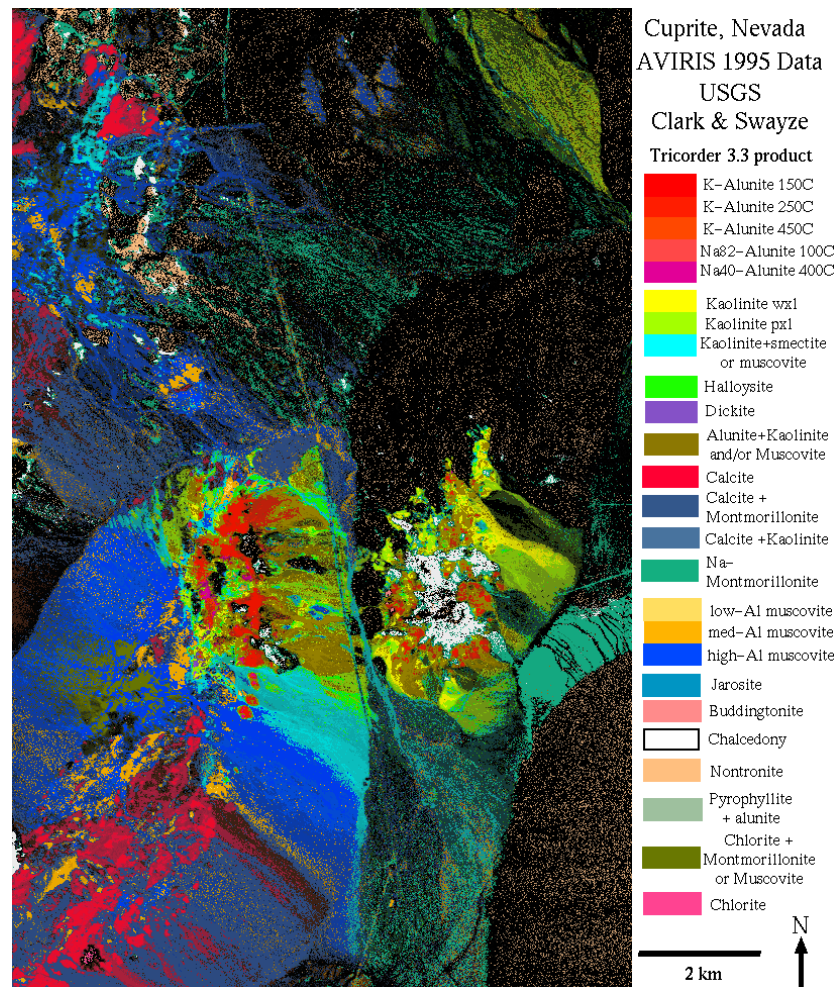 Cuprite, Nevada
AVIRIS 1995 Data
USGS
Clark & Swayze
Tricorder 3.3 product
K-Alunite 150C
K-Alunite 250C
K-Alunite 450C
Na82-Alunite 100C
Na40-Alunite 400C
Kaolinite wxl
Kaolinite pxl
Kaolinite+smectite
or muscovite
Halloysite
Dickite
Alunite+Kaolinite
and/or Muscovite
Calcite
Calcite +
Montmorillonite
Calcite +Kaolinite
Na-
Montmorillonite
low-Al muscovite
med-Al muscovite
high-Al muscovite
Jarosite
Buddingtonite
Chalcedony
Nontronite
Pyrophyllite
+ alunite
Chlorite +
Montmorillonite
or Muscovite
Chlorite
N
2 km